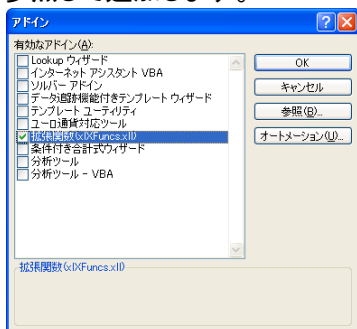 アドイン
有効なアドイン(A):
Lookup ウィザード
インターネット アシスタント VBA
ソルバー アドイン
データ追跡機能付きテンプレート ウィザード
テンプレート ユーティリティ
ユーロ通貨対応ツール
拡張関数(xlXFuncs.xll)
条件付き合計式ウィザード
分析ツール
分析ツール - VBA
OK
キャンセル
参照(B)...
オートメーション(U)...
拡張関数(xlXFuncs.xll)